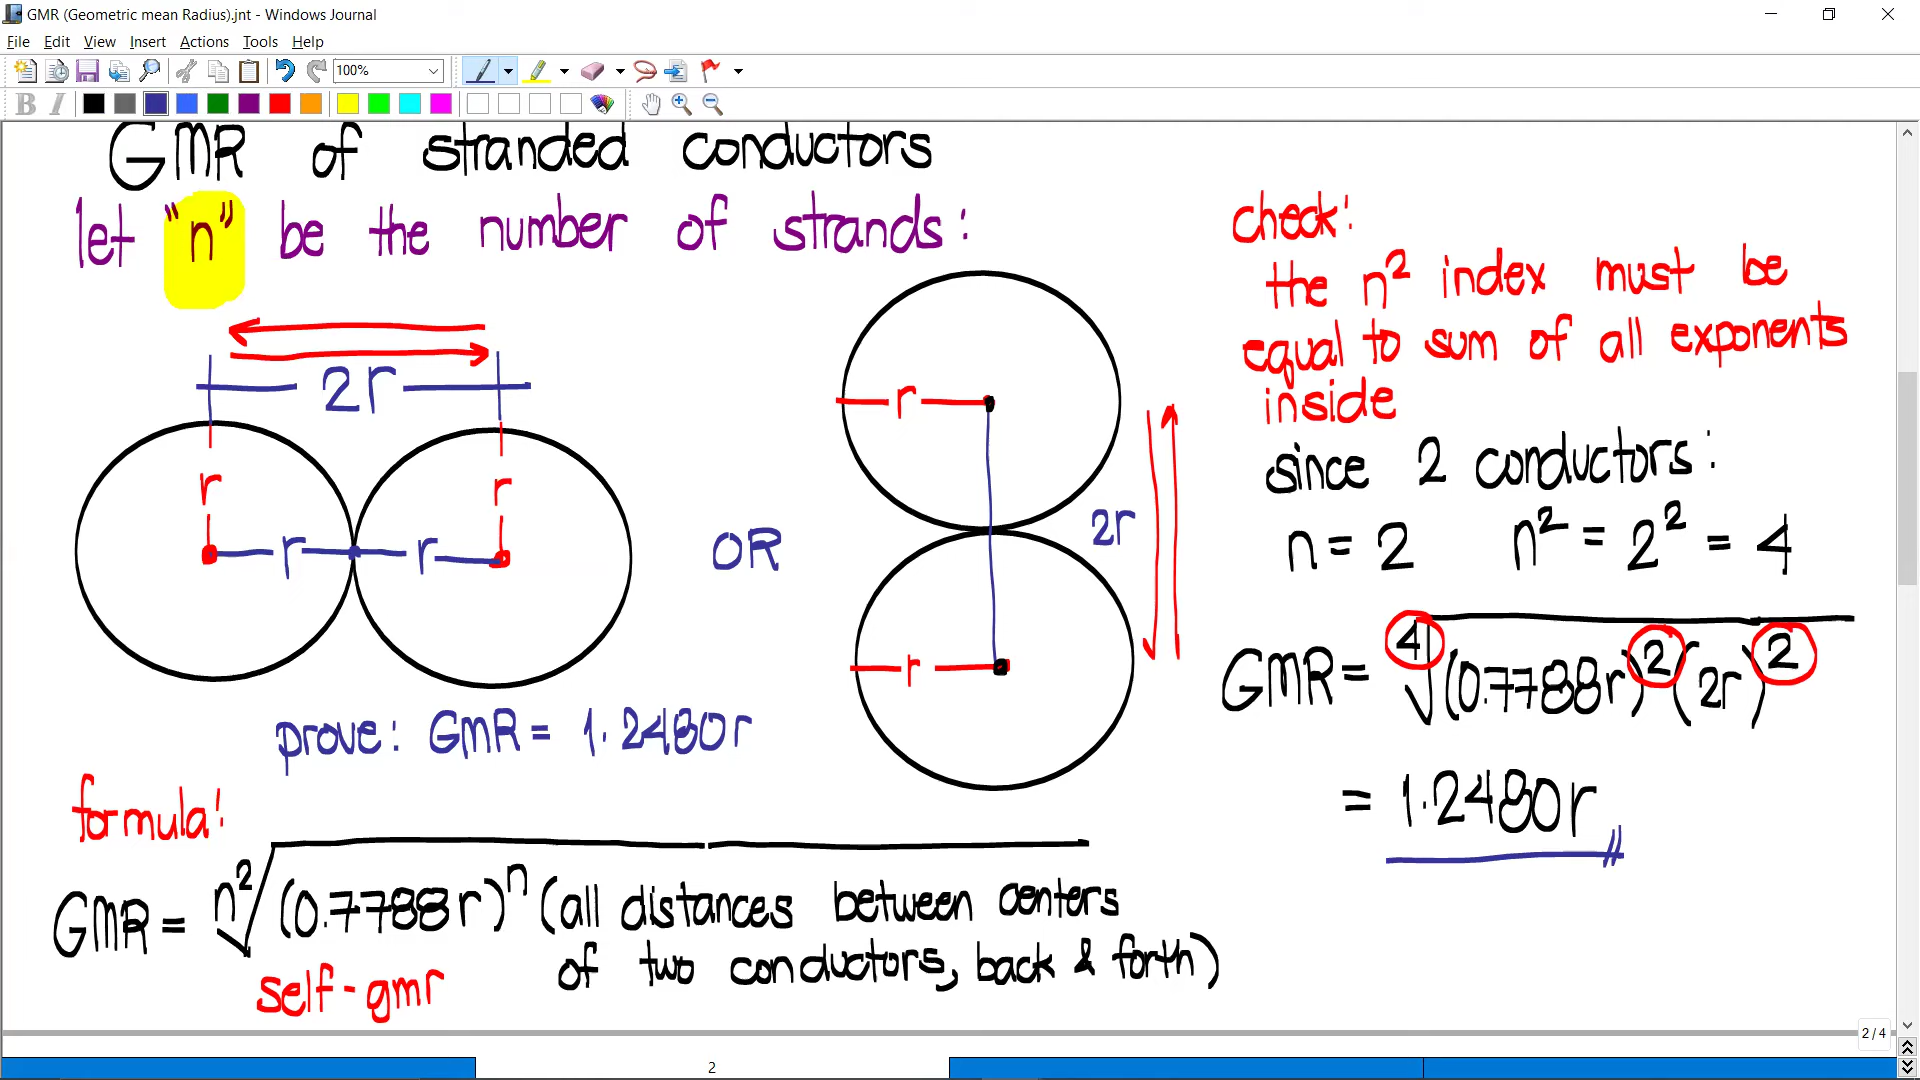 GMR (Geometric mean Radius).jnt - Windows Journal
File Edit View Insert Actions Tools Help
100%
B I
GMR of stranded conductors
let "n" be the number of strands:
2r
r r
r r
OR
r
2r
r
prove: GMR = 1.2480r
formula:
GMR = n²√(0.7788r)ⁿ (all distances between centers
of two conductors, back & forth)
self-gmr
check:
the n² index must be
equal to sum of all exponents
inside
since 2 conductors:
n = 2 n² = 2² = 4
GMR = ⁴√(0.7788r)²(2r)²
= 1.2480r
2 / 4
2